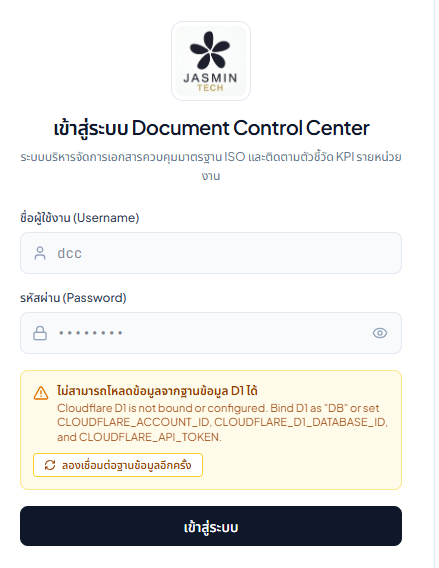 JASMIN
TECH
เข้าสู่ระบบ Document Control Center
ระบบบริหารจัดการเอกสารควบคุมมาตรฐาน ISO และติดตามตัวชี้วัด KPI รายหน่วย
งาน
ชื่อผู้ใช้งาน (Username)
dcc
รหัสผ่าน (Password)
••••••••
ไม่สามารถโหลดข้อมูลจากฐานข้อมูล D1 ได้
Cloudflare D1 is not bound or configured. Bind D1 as "DB" or set
CLOUDFLARE_ACCOUNT_ID, CLOUDFLARE_D1_DATABASE_ID,
and CLOUDFLARE_API_TOKEN.
ลองเชื่อมต่อฐานข้อมูลอีกครั้ง
เข้าสู่ระบบ